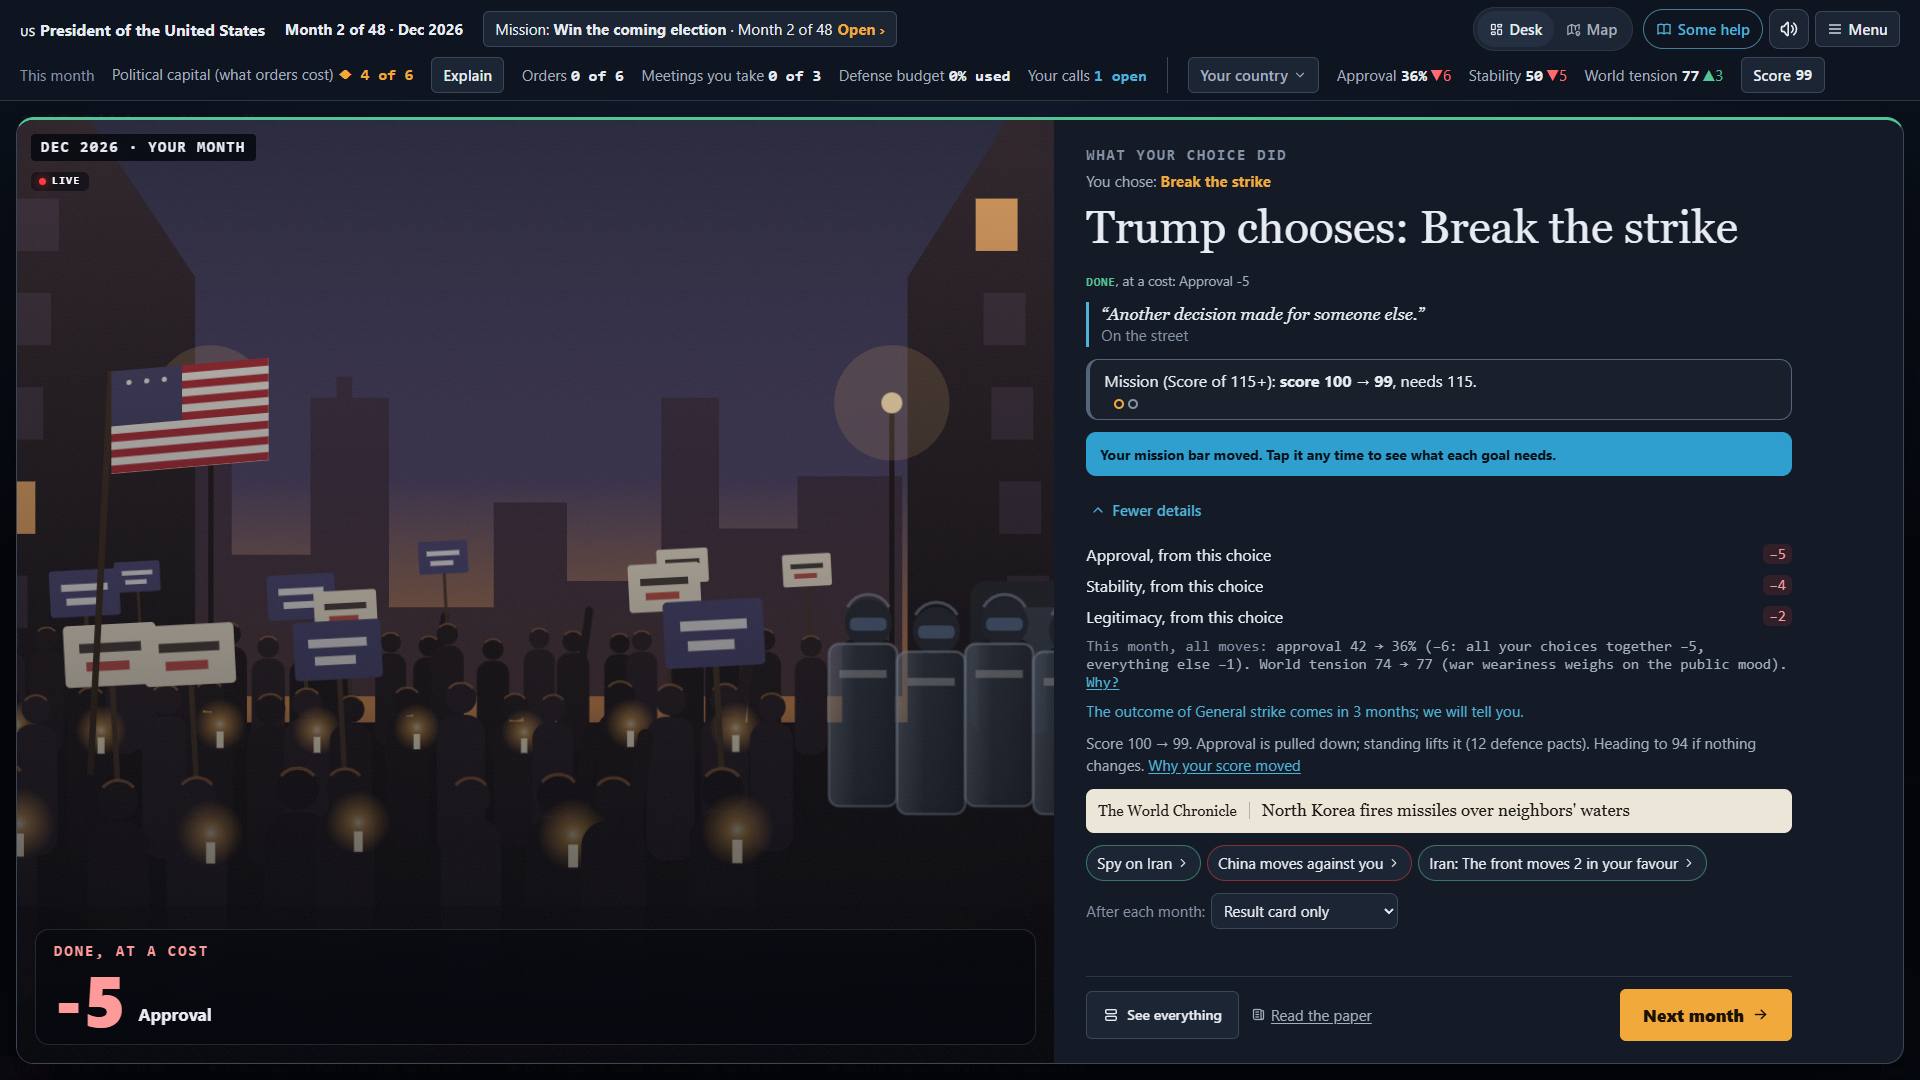 US President of the United States
Month 2 of 48 · Dec 2026
Mission: Win the coming election · Month 2 of 48 Open ›
Desk
Map
Some help
Menu
This month
Political capital (what orders cost) 4 of 6
Explain
Orders 0 of 6
Meetings you take 0 of 3
Defense budget 0% used
Your calls 1 open
Your country
Approval 36% ▼6
Stability 50 ▼5
World tension 77 ▲3
Score 99
DEC 2026 · YOUR MONTH
LIVE
DONE, AT A COST
-5 Approval
WHAT YOUR CHOICE DID
You chose: Break the strike
Trump chooses: Break the strike
DONE, at a cost: Approval -5
“Another decision made for someone else.”
On the street
Mission (Score of 115+): score 100 → 99, needs 115.
Your mission bar moved. Tap it any time to see what each goal needs.
Fewer details
Approval, from this choice −5
Stability, from this choice −4
Legitimacy, from this choice −2
This month, all moves: approval 42 → 36% (−6: all your choices together −5,
everything else −1). World tension 74 → 77 (war weariness weighs on the public mood).
Why?
The outcome of General strike comes in 3 months; we will tell you.
Score 100 → 99. Approval is pulled down; standing lifts it (12 defence pacts). Heading to 94 if nothing
changes. Why your score moved
The World Chronicle | North Korea fires missiles over neighbors' waters
Spy on Iran ›
China moves against you ›
Iran: The front moves 2 in your favour ›
After each month: Result card only
See everything
Read the paper
Next month →